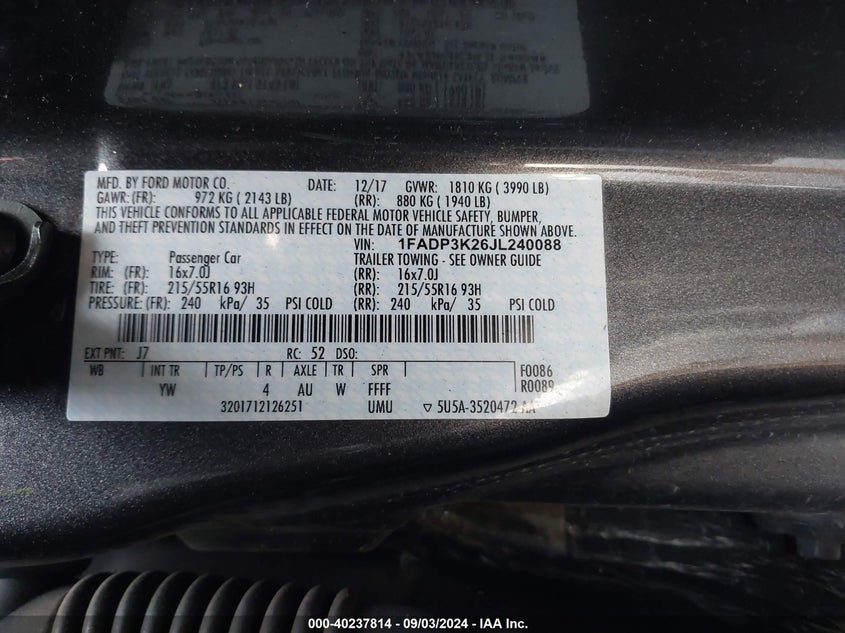 MFD. BY FORD MOTOR CO. DATE: 12/17 GVWR: 1810 KG ( 3990 LB)
GAWR: (FR): 972 KG ( 2143 LB) (RR): 880 KG ( 1940 LB)
THIS VEHICLE CONFORMS TO ALL APPLICABLE FEDERAL MOTOR VEHICLE SAFETY, BUMPER,
AND THEFT PREVENTION STANDARDS IN EFFECT ON THE DATE OF MANUFACTURE SHOWN ABOVE.
VIN: 1FADP3K26JL240088
TYPE: Passenger Car TRAILER TOWING - SEE OWNER GUIDE
RIM: (FR): 16x7.0J (RR): 16x7.0J
TIRE: (FR): 215/55R16 93H (RR): 215/55R16 93H
PRESSURE: (FR): 240 kPa/ 35 PSI COLD (RR): 240 kPa/ 35 PSI COLD
EXT PNT: J7 RC: 52 DSO:
WB INT TR TP/PS R AXLE TR SPR F0086
YW 4 AU W FFFF R0089
3201712126251 UMU ▽ 5U5A-3520472-AA
000-40237814 - 09/03/2024 - IAA Inc.